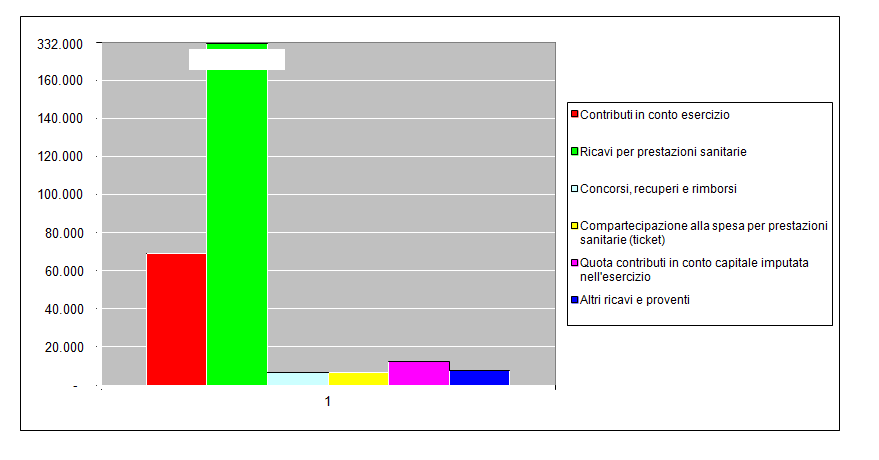 332.000
160.000
140.000
120.000
100.000
80.000
60.000
40.000
20.000
-
1
Contributi in conto esercizio
Ricavi per prestazioni sanitarie
Concorsi, recuperi e rimborsi
Compartecipazione alla spesa per prestazioni
sanitarie (ticket)
Quota contributi in conto capitale imputata
nell'esercizio
Altri ricavi e proventi